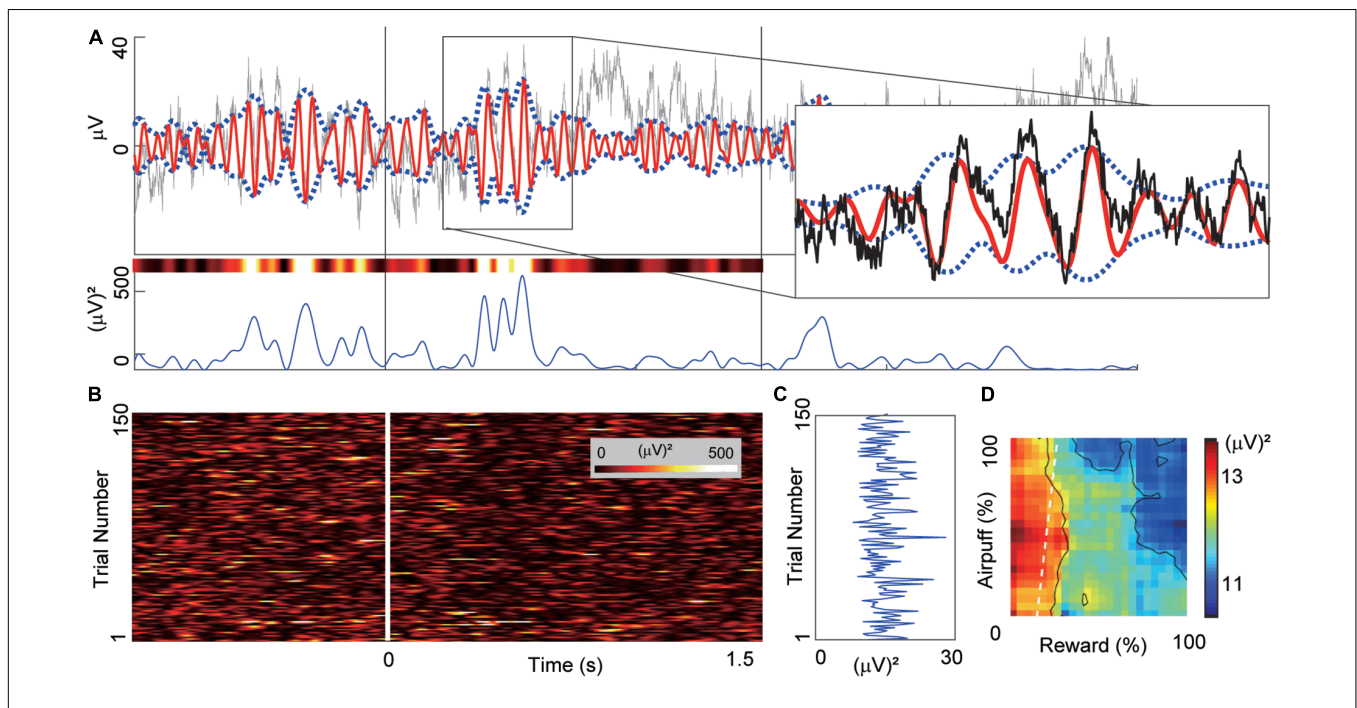 A
40
μV
0
500
(μV)²
0
B
150
Trial Number
1
0 (μV)² 500
0
Time (s)
1.5
C
150
Trial Number
1
0
(μV)²
30
D
100
Airpuff (%)
0
Reward (%)
100
(μV)²
13
11